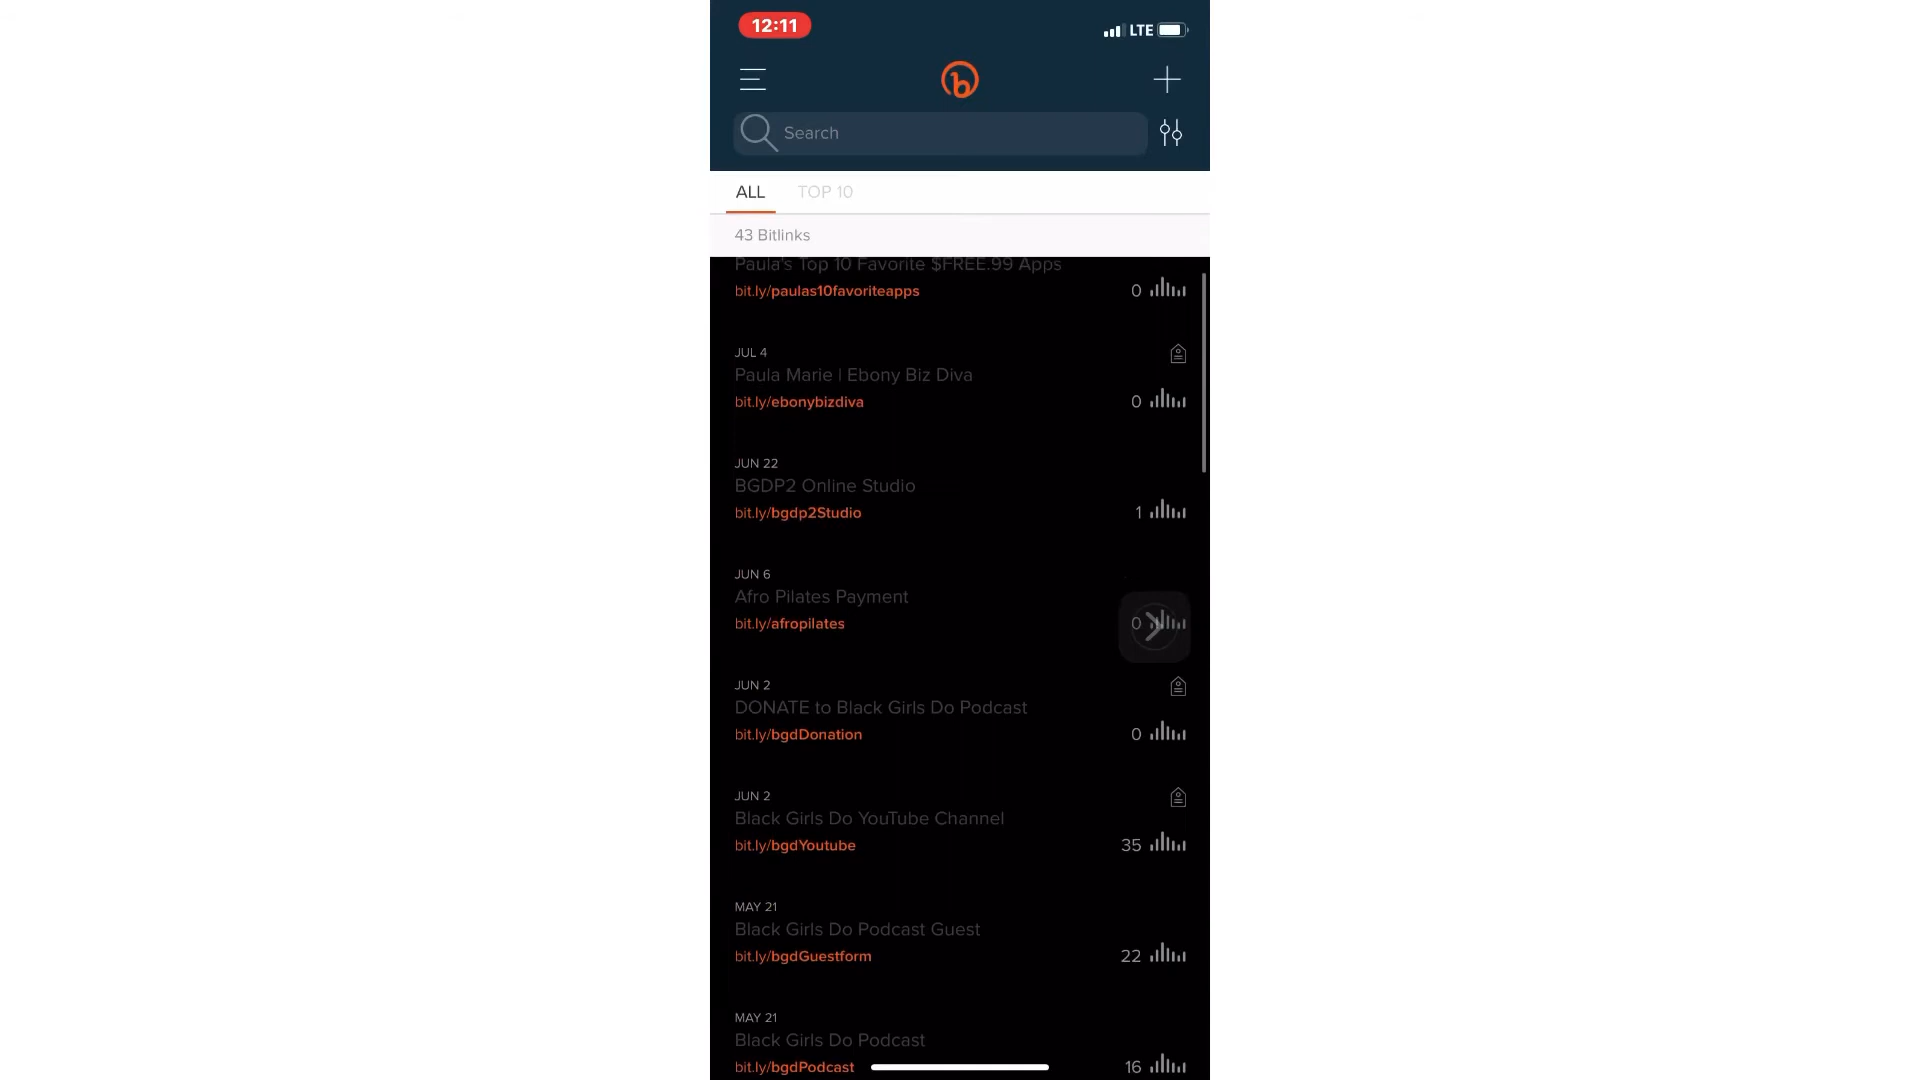 12:11
LTE
Search
ALL TOP 10
43 Bitlinks
Paula's Top 10 Favorite $FREE.99 Apps
bit.ly/paulas10favoriteapps 0
JUL 4
Paula Marie | Ebony Biz Diva
bit.ly/ebonybizdiva 0
JUN 22
BGDP2 Online Studio
bit.ly/bgdp2Studio 1
JUN 6
Afro Pilates Payment
bit.ly/afropilates 0
JUN 2
DONATE to Black Girls Do Podcast
bit.ly/bgdDonation 0
JUN 2
Black Girls Do YouTube Channel
bit.ly/bgdYoutube 35
MAY 21
Black Girls Do Podcast Guest
bit.ly/bgdGuestform 22
MAY 21
Black Girls Do Podcast
bit.ly/bgdPodcast 16